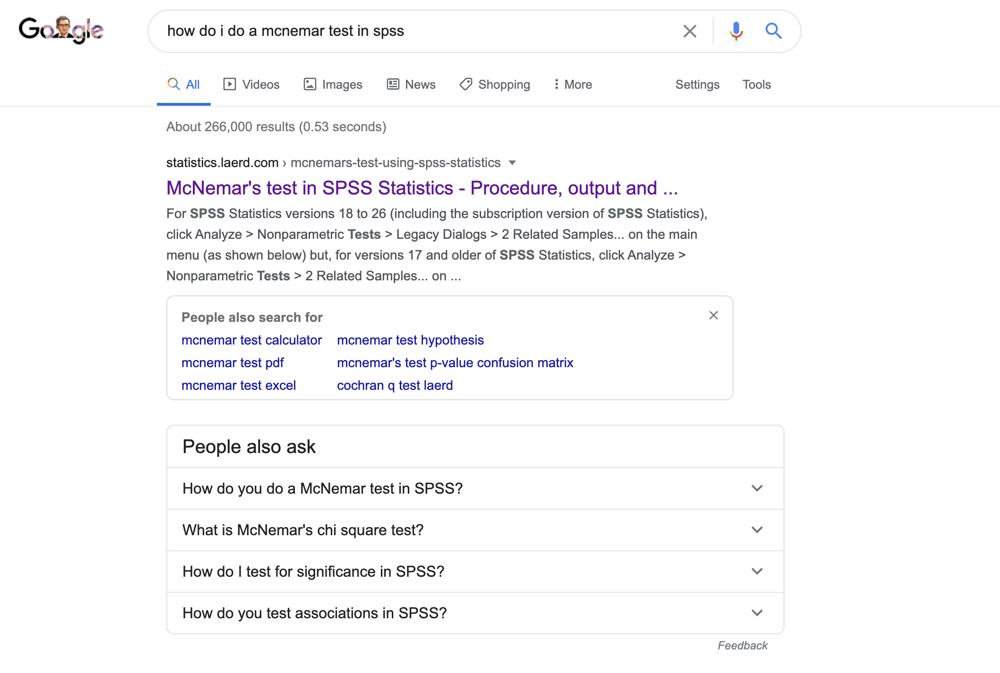 Google
how do i do a mcnemar test in spss
All Videos Images News Shopping More Settings Tools
About 266,000 results (0.53 seconds)
statistics.laerd.com › mcnemars-test-using-spss-statistics
McNemar's test in SPSS Statistics - Procedure, output and ...
For SPSS Statistics versions 18 to 26 (including the subscription version of SPSS Statistics),
click Analyze > Nonparametric Tests > Legacy Dialogs > 2 Related Samples... on the main
menu (as shown below) but, for versions 17 and older of SPSS Statistics, click Analyze >
Nonparametric Tests > 2 Related Samples... on ...
People also search for
mcnemar test calculator mcnemar test hypothesis
mcnemar test pdf mcnemar's test p-value confusion matrix
mcnemar test excel cochran q test laerd
People also ask
How do you do a McNemar test in SPSS?
What is McNemar's chi square test?
How do I test for significance in SPSS?
How do you test associations in SPSS?
Feedback